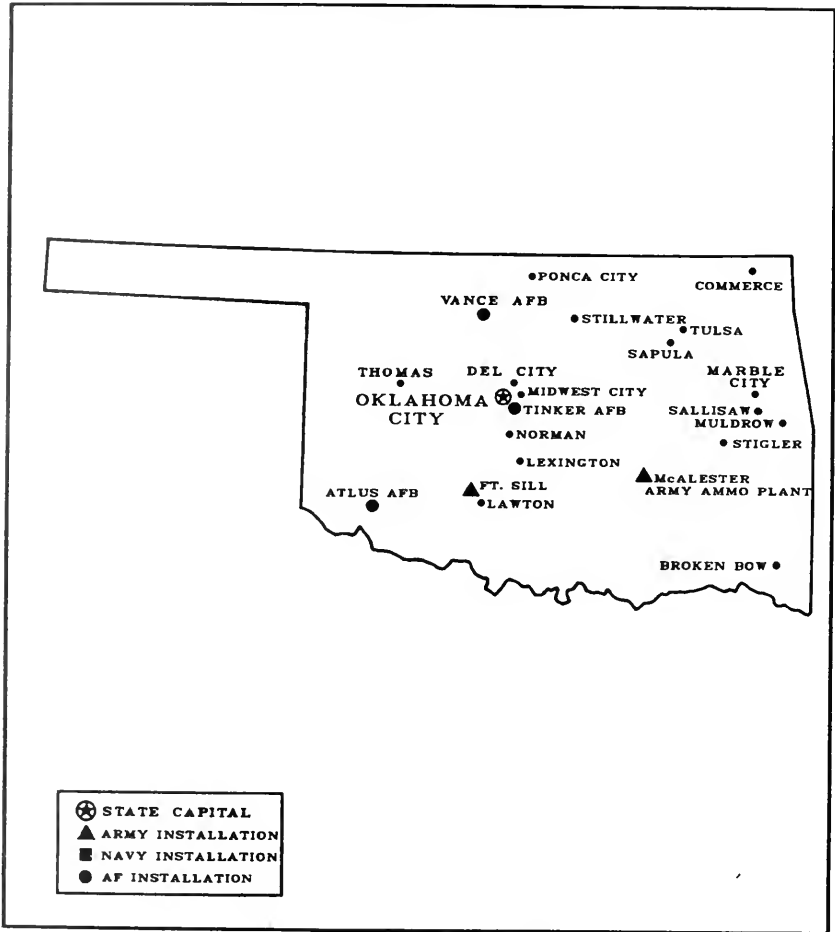 PONCA CITY
COMMERCE
VANCE AFB
STILLWATER
TULSA
SAPULA
THOMAS
DEL CITY
MARBLE
CITY
MIDWEST CITY
OKLAHOMA
CITY
TINKER AFB
SALLISAW
MULDROW
NORMAN
STIGLER
LEXINGTON
FT. SILL
McALESTER
ARMY AMMO PLANT
ATLUS AFB
LAWTON
BROKEN BOW
STATE CAPITAL
ARMY INSTALLATION
NAVY INSTALLATION
AF INSTALLATION